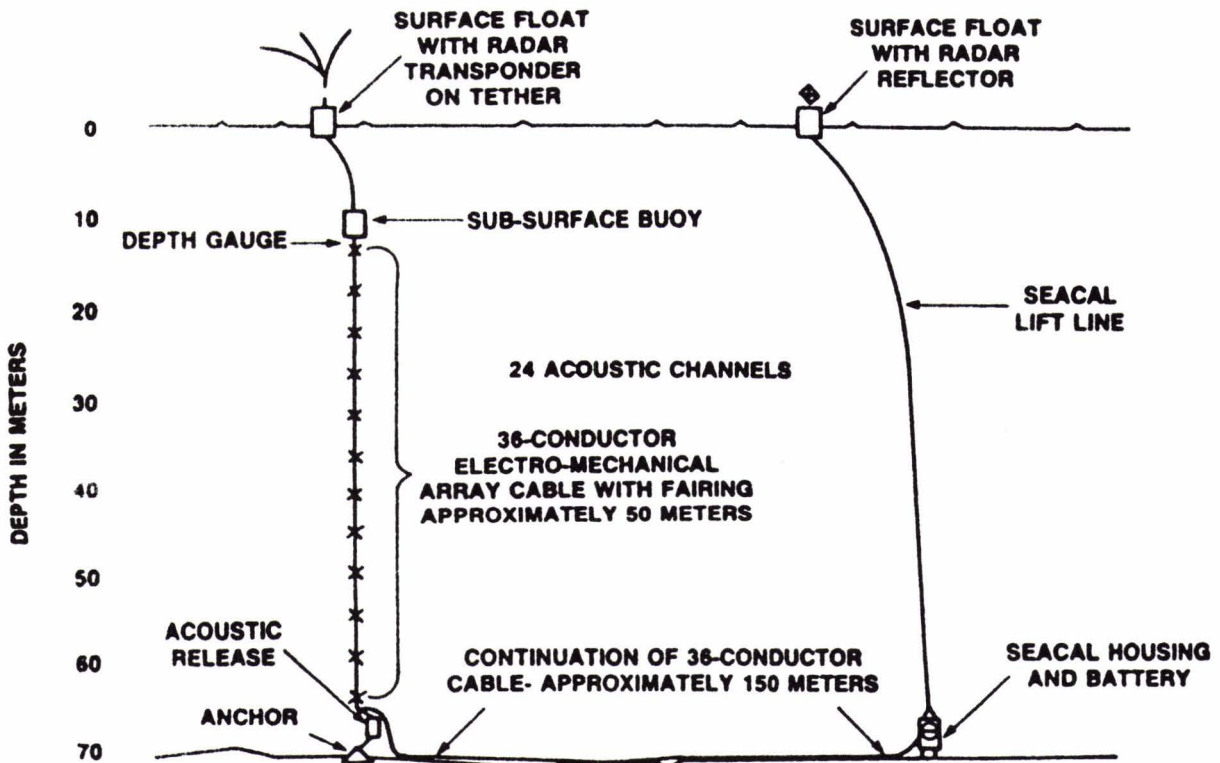 SURFACE FLOAT
WITH RADAR
TRANSPONDER
ON TETHER
SURFACE FLOAT
WITH RADAR
REFLECTOR
0
10
SUB-SURFACE BUOY
DEPTH GAUGE
20
SEACAL
LIFT LINE
24 ACOUSTIC CHANNELS
30
DEPTH IN METERS
36-CONDUCTOR
ELECTRO-MECHANICAL
ARRAY CABLE WITH FAIRING
APPROXIMATELY 50 METERS
40
50
ACOUSTIC
RELEASE
60
CONTINUATION OF 36-CONDUCTOR
CABLE- APPROXIMATELY 150 METERS
SEACAL HOUSING
AND BATTERY
ANCHOR
70